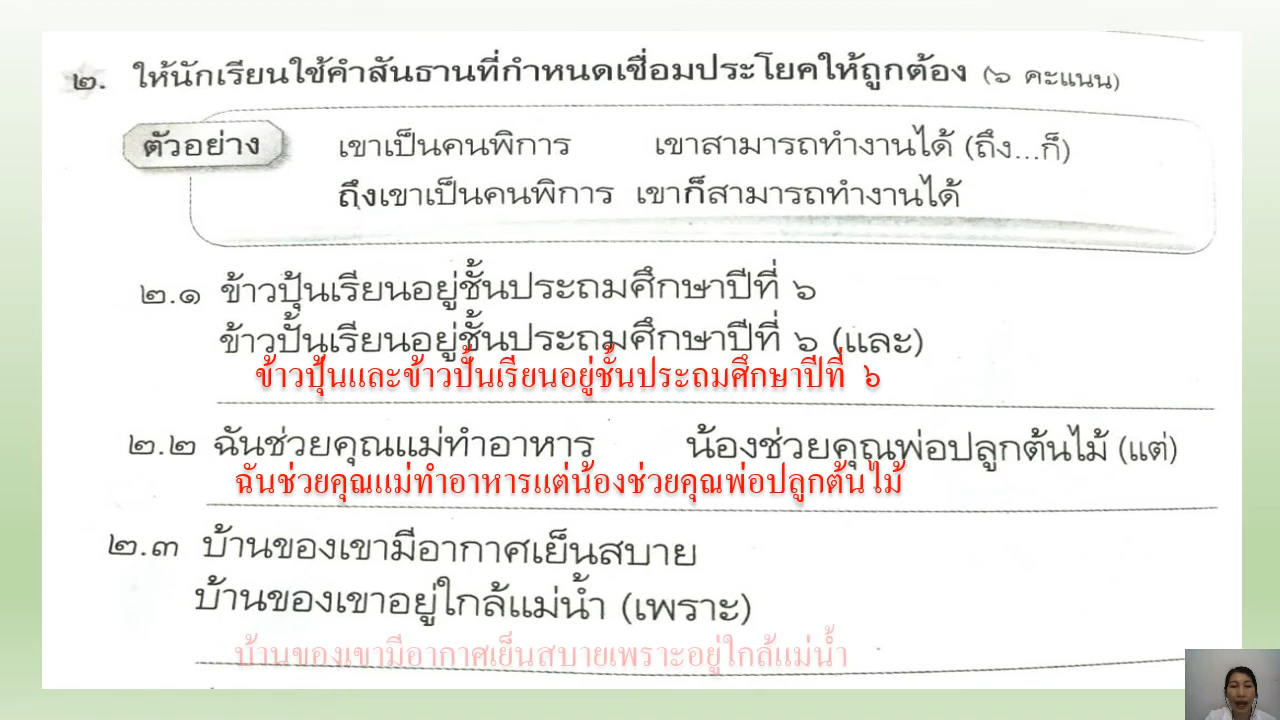 ๒. ให้นักเรียนใช้คำสันธานที่กำหนดเชื่อมประโยคให้ถูกต้อง (๖ คะแนน)
ตัวอย่าง เขาเป็นคนพิการ เขาสามารถทำงานได้ (ถึง...ก็)
ถึงเขาเป็นคนพิการ เขาก็สามารถทำงานได้
๒.๑ ข้าวปุ้นเรียนอยู่ชั้นประถมศึกษาปีที่ ๖
ข้าวปั้นเรียนอยู่ชั้นประถมศึกษาปีที่ ๖ (และ)
ข้าวปุ้นและข้าวปั้นเรียนอยู่ชั้นประถมศึกษาปีที่ ๖
๒.๒ ฉันช่วยคุณแม่ทำอาหาร น้องช่วยคุณพ่อปลูกต้นไม้ (แต่)
ฉันช่วยคุณแม่ทำอาหารแต่น้องช่วยคุณพ่อปลูกต้นไม้
๒.๓ บ้านของเขามีอากาศเย็นสบาย
บ้านของเขาอยู่ใกล้แม่น้ำ (เพราะ)
บ้านของเขามีอากาศเย็นสบายเพราะอยู่ใกล้แม่น้ำ